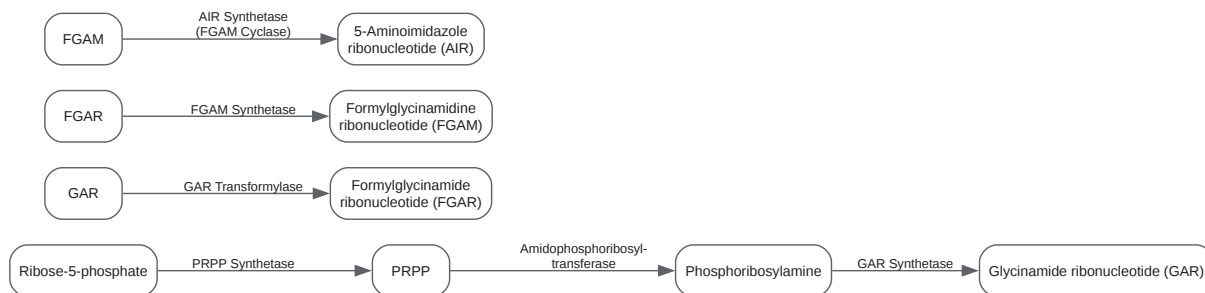 FGAM
AIR Synthetase
(FGAM Cyclase)
5-Aminoimidazole
ribonucleotide (AIR)
FGAR
FGAM Synthetase
Formylglycinamidine
ribonucleotide (FGAM)
GAR
GAR Transformylase
Formylglycinamide
ribonucleotide (FGAR)
Ribose-5-phosphate
PRPP Synthetase
PRPP
Amidophosphoribosyl-
transferase
Phosphoribosylamine
GAR Synthetase
Glycinamide ribonucleotide (GAR)